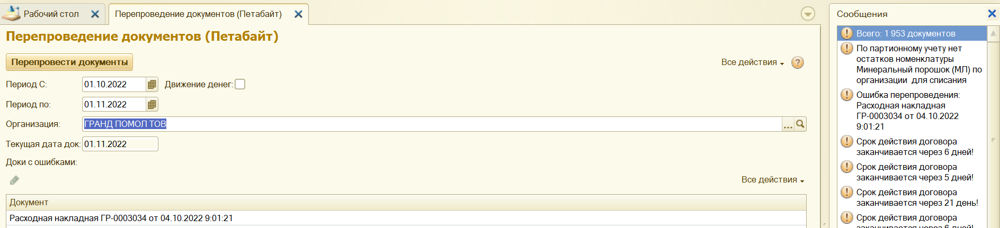 Рабочий стол
Перепроведение документов (Петабайт)
Перепроведение документов (Петабайт)
Перепровести документы
Все действия
?
Период С: 01.10.2022 Движение денег:
Период по: 01.11.2022
Организация: ГРАНД ПОМОЛ ТОВ ...
Текущая дата док: 01.11.2022
Доки с ошибками:
Все действия
Документ
Расходная накладная ГР-0003034 от 04.10.2022 9:01:21
Сообщения
Всего: 1 953 документов
По партионному учету нет
остатков номенклатуры
Минеральный порошок (МЛ) по
организации для списания
Ошибка перепроведения:
Расходная накладная
ГР-0003034 от 04.10.2022
9:01:21
Срок действия договора
заканчивается через 6 дней!
Срок действия договора
заканчивается через 5 дней!
Срок действия договора
заканчивается через 21 день!
Срок действия договора
заканчивается через 6 дней!